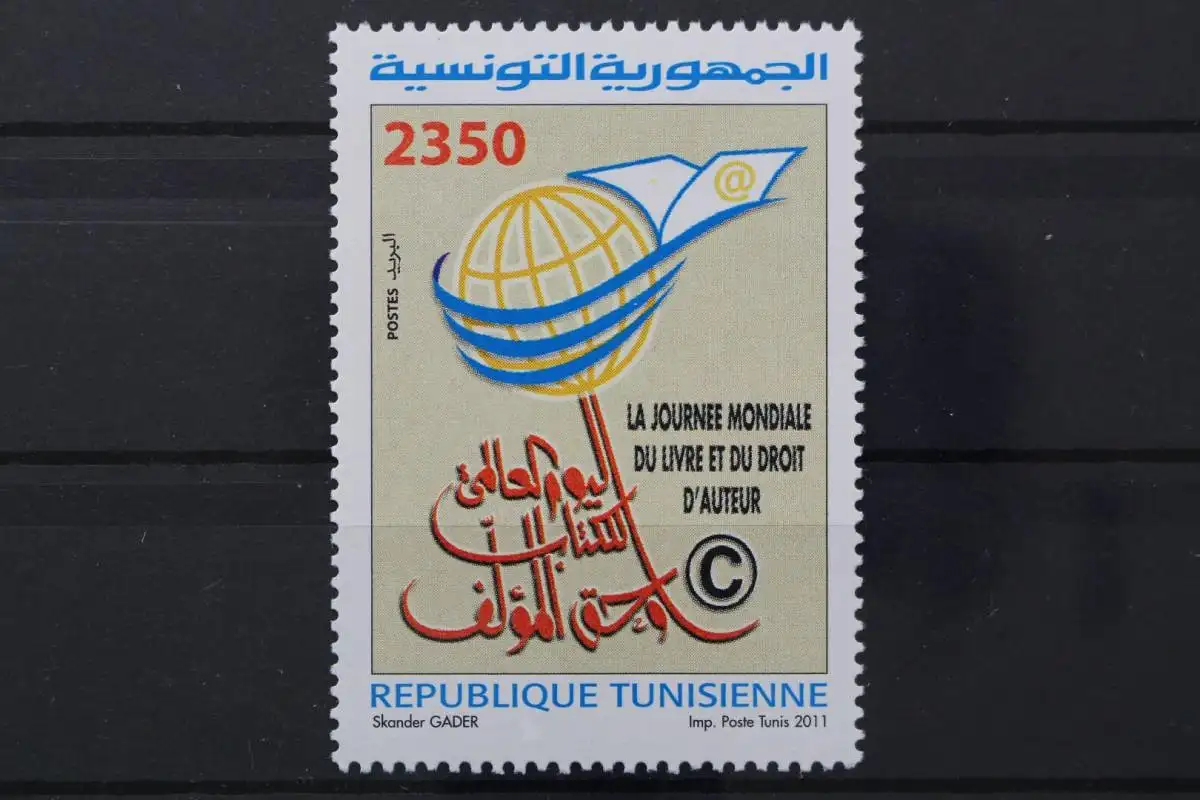 الجمهورية التونسية
2350
@
POSTES البريد
LA JOURNEE MONDIALE
DU LIVRE ET DU DROIT
D'AUTEUR
اليوم العالمي
للكتاب
وحق المؤلف
©
REPUBLIQUE TUNISIENNE
Skander GADER
Imp. Poste Tunis 2011